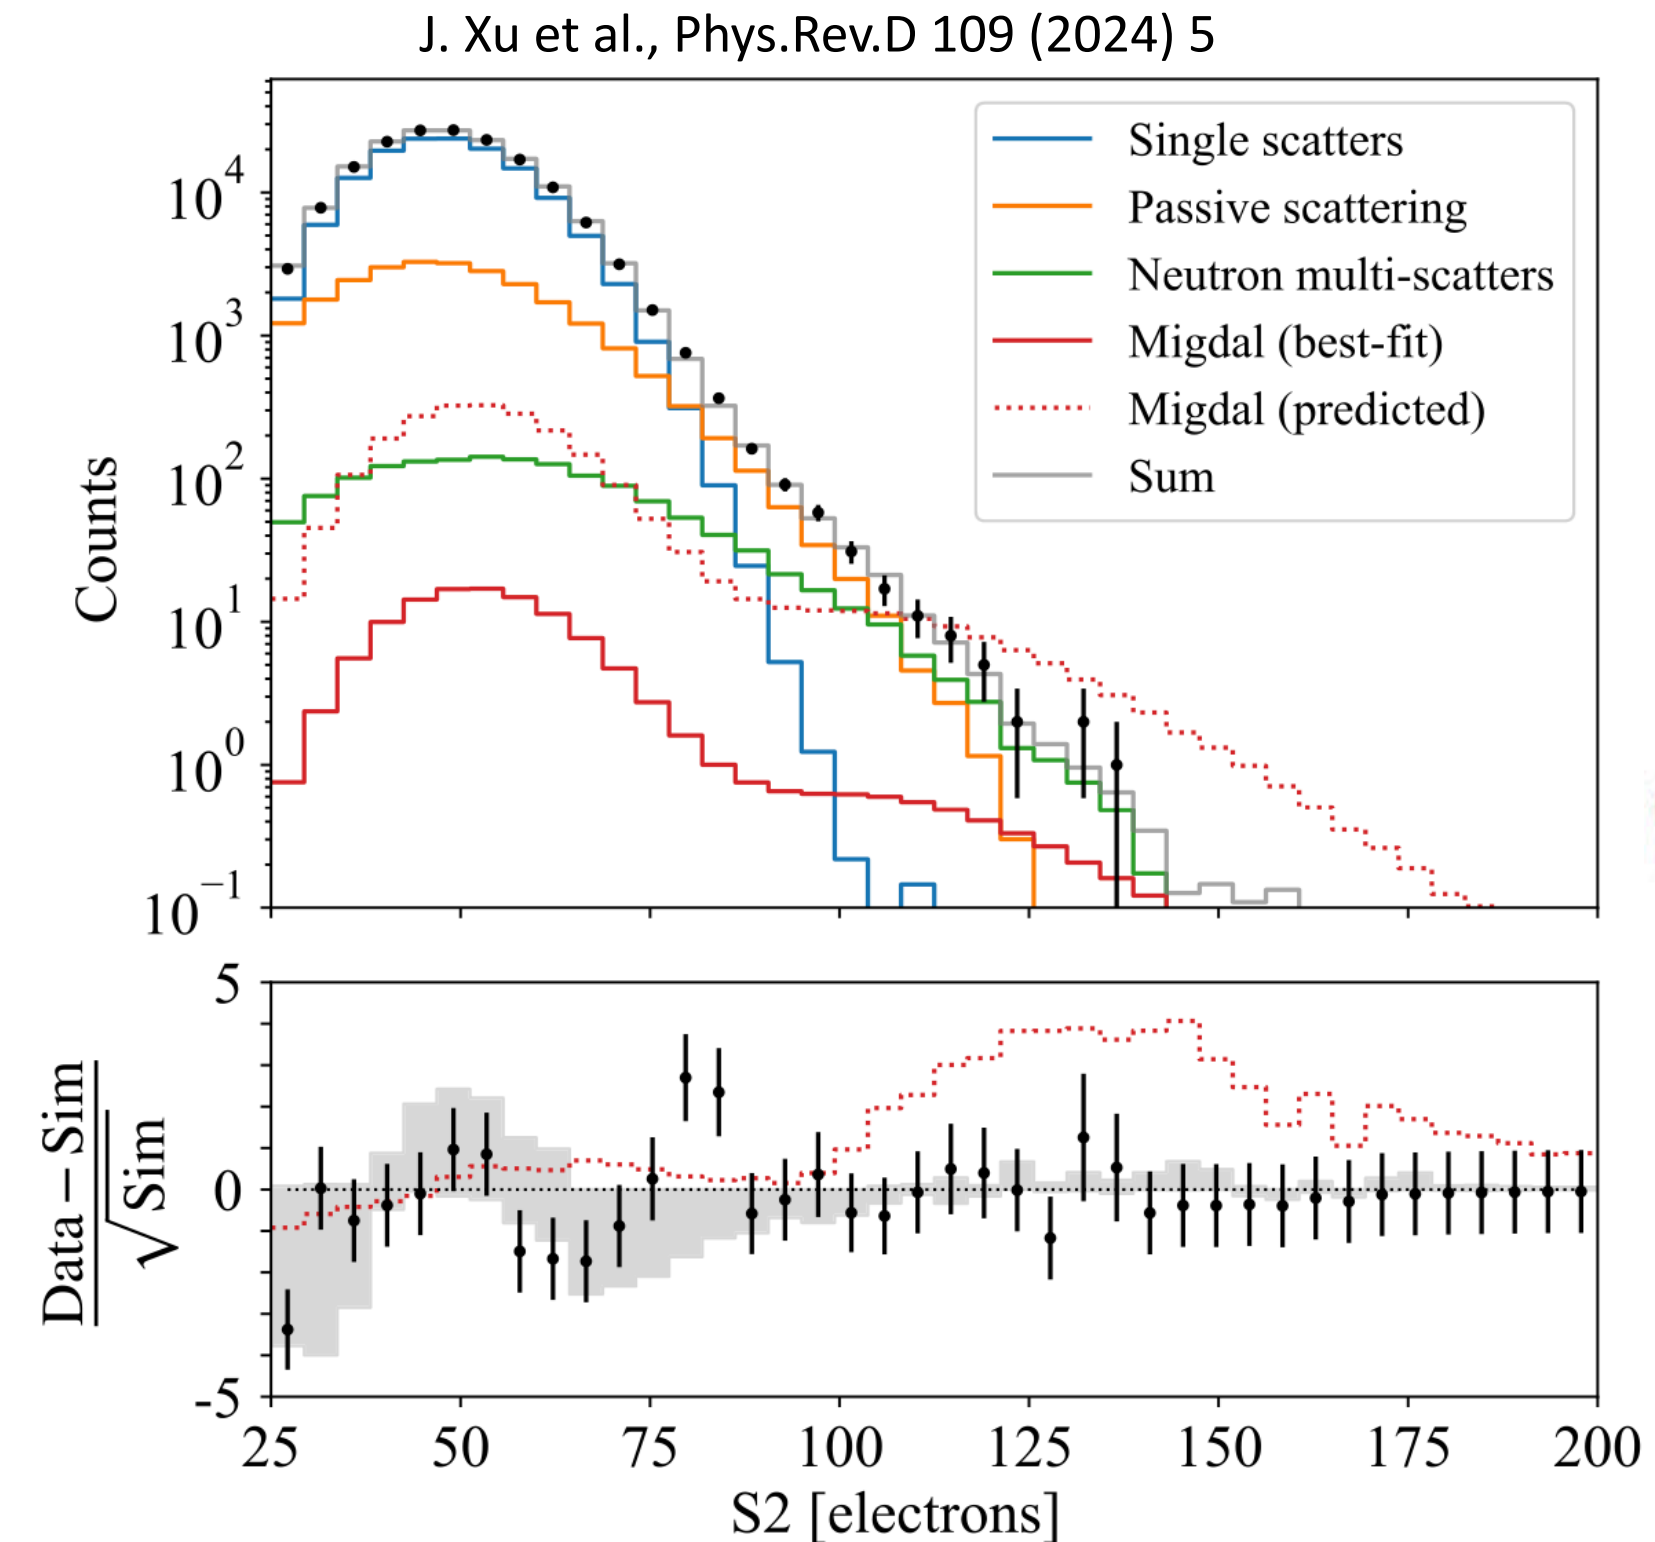 J. Xu et al., Phys.Rev.D 109 (2024) 5
Single scatters
Passive scattering
Neutron multi-scatters
Migdal (best-fit)
Migdal (predicted)
Sum
Counts
10^4
10^3
10^2
10^1
10^0
10^−1
Data − Sim
√Sim
5
0
-5
25 50 75 100 125 150 175 200
S2 [electrons]